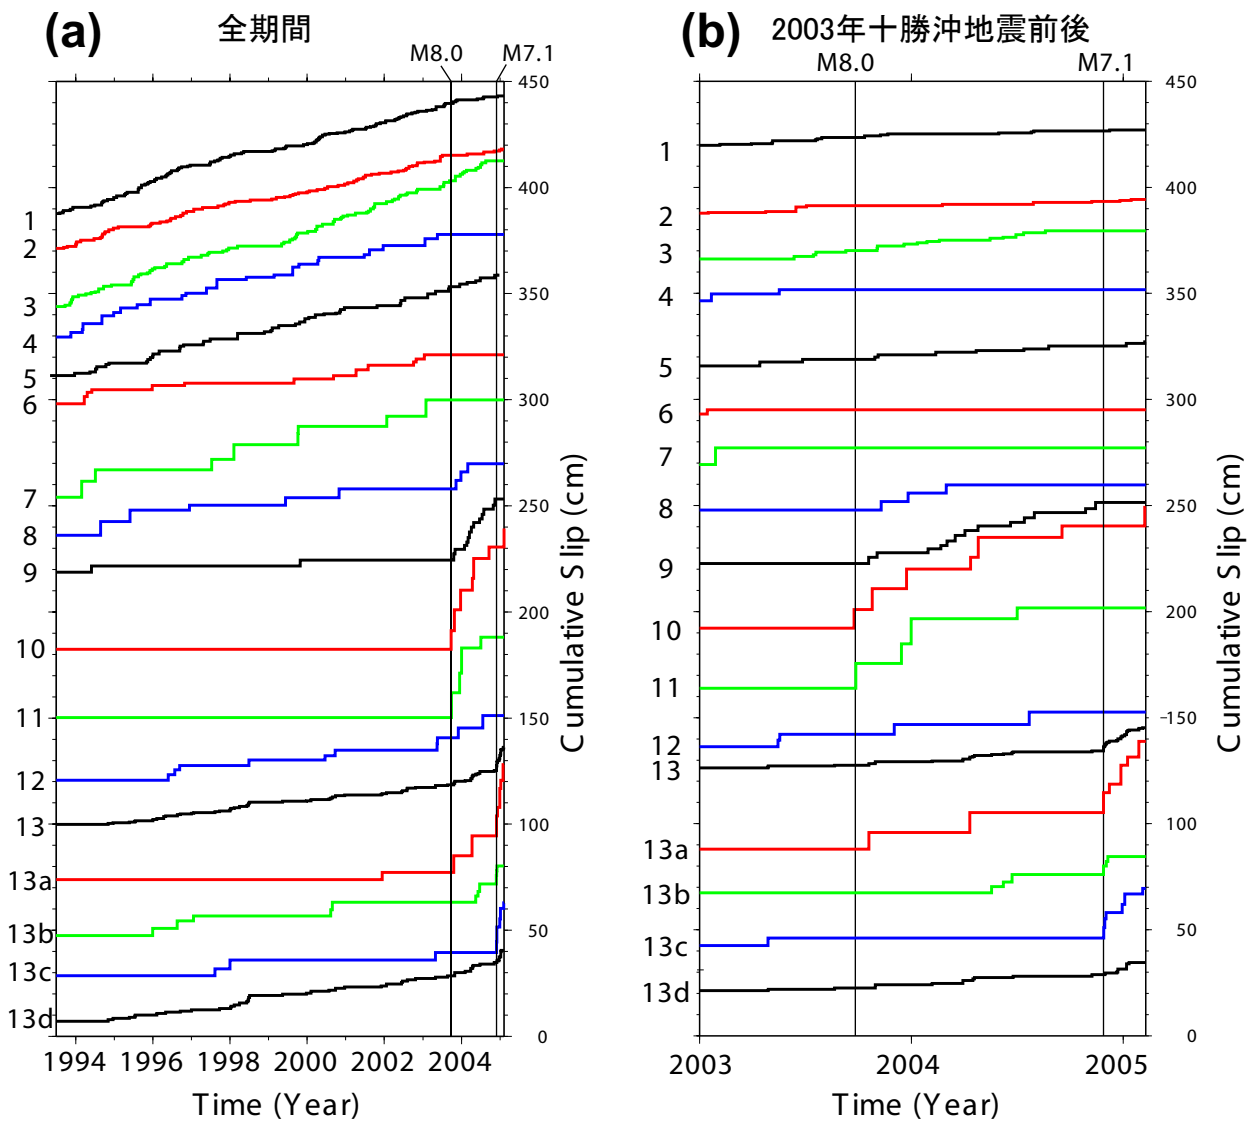 (a) 全期間
M8.0 M7.1
450
400
350
300
250
200
150
100
50
0
1
2
3
4
5
6
7
8
9
10
11
12
13
13a
13b
13c
13d
Cumulative Slip (cm)
1994 1996 1998 2000 2002 2004
Time (Year)
(b) 2003年十勝沖地震前後
M8.0 M7.1
450
400
350
300
250
200
150
100
50
0
1
2
3
4
5
6
7
8
9
10
11
12
13
13a
13b
13c
13d
Cumulative Slip (cm)
2003 2004 2005
Time (Year)